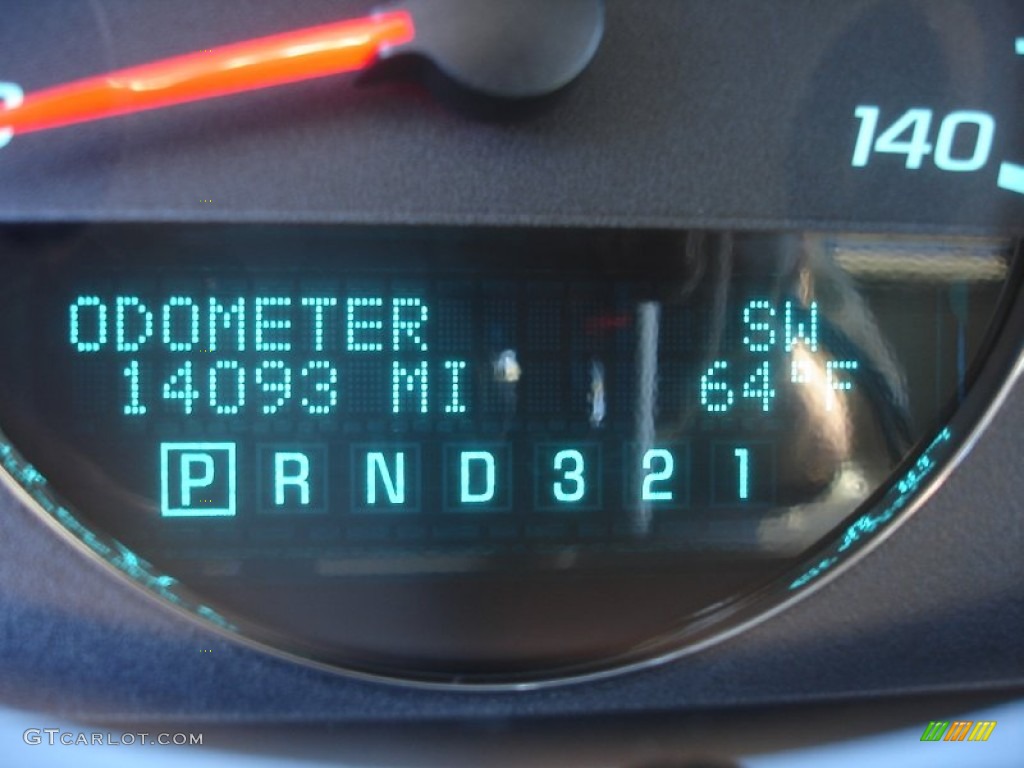 140
ODOMETER SW
14093 MI 64°F
P R N D 3 2 1
GTCARLOT.COM